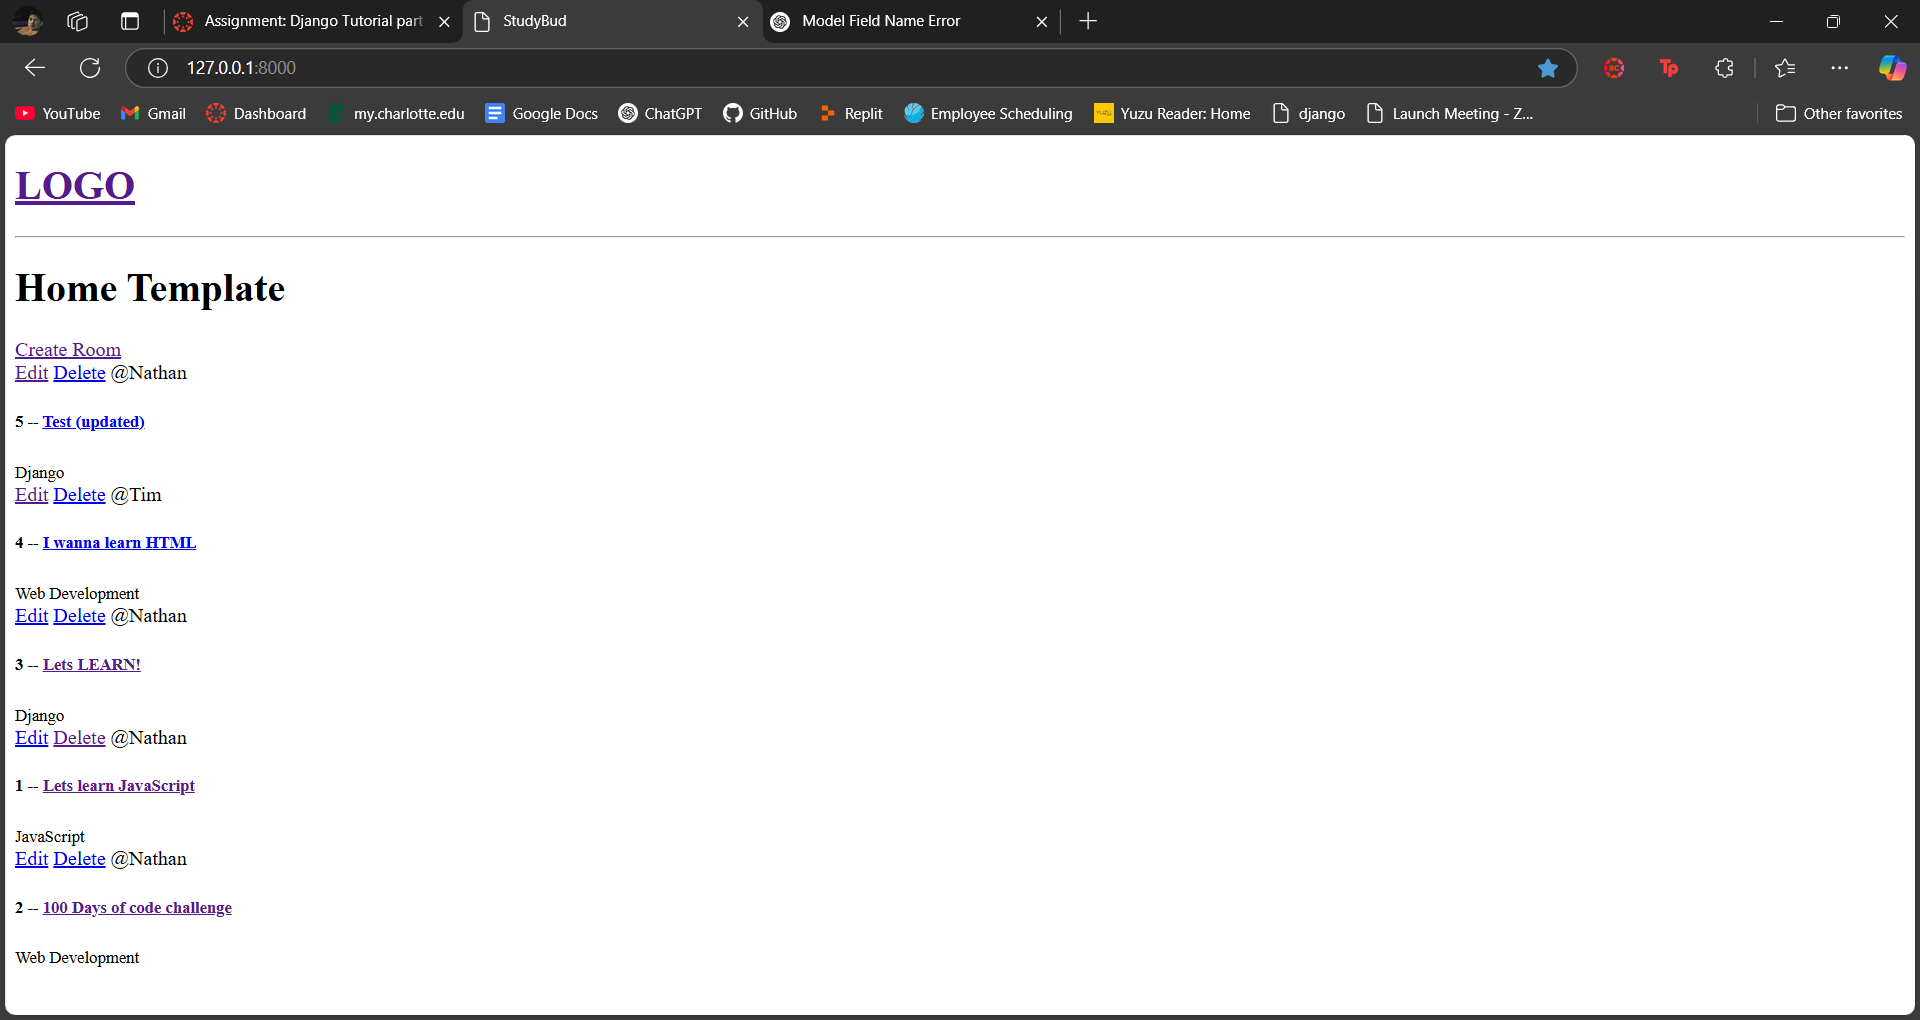 Assignment: Django Tutorial part
StudyBud
Model Field Name Error
127.0.0.1:8000
BC
Tp
YouTube
Gmail
Dashboard
my.charlotte.edu
Google Docs
ChatGPT
GitHub
Replit
Employee Scheduling
Yuzu Reader: Home
django
Launch Meeting - Z...
Other favorites
LOGO
Home Template
Create Room
Edit Delete @Nathan
5 -- Test (updated)
Django
Edit Delete @Tim
4 -- I wanna learn HTML
Web Development
Edit Delete @Nathan
3 -- Lets LEARN!
Django
Edit Delete @Nathan
1 -- Lets learn JavaScript
JavaScript
Edit Delete @Nathan
2 -- 100 Days of code challenge
Web Development